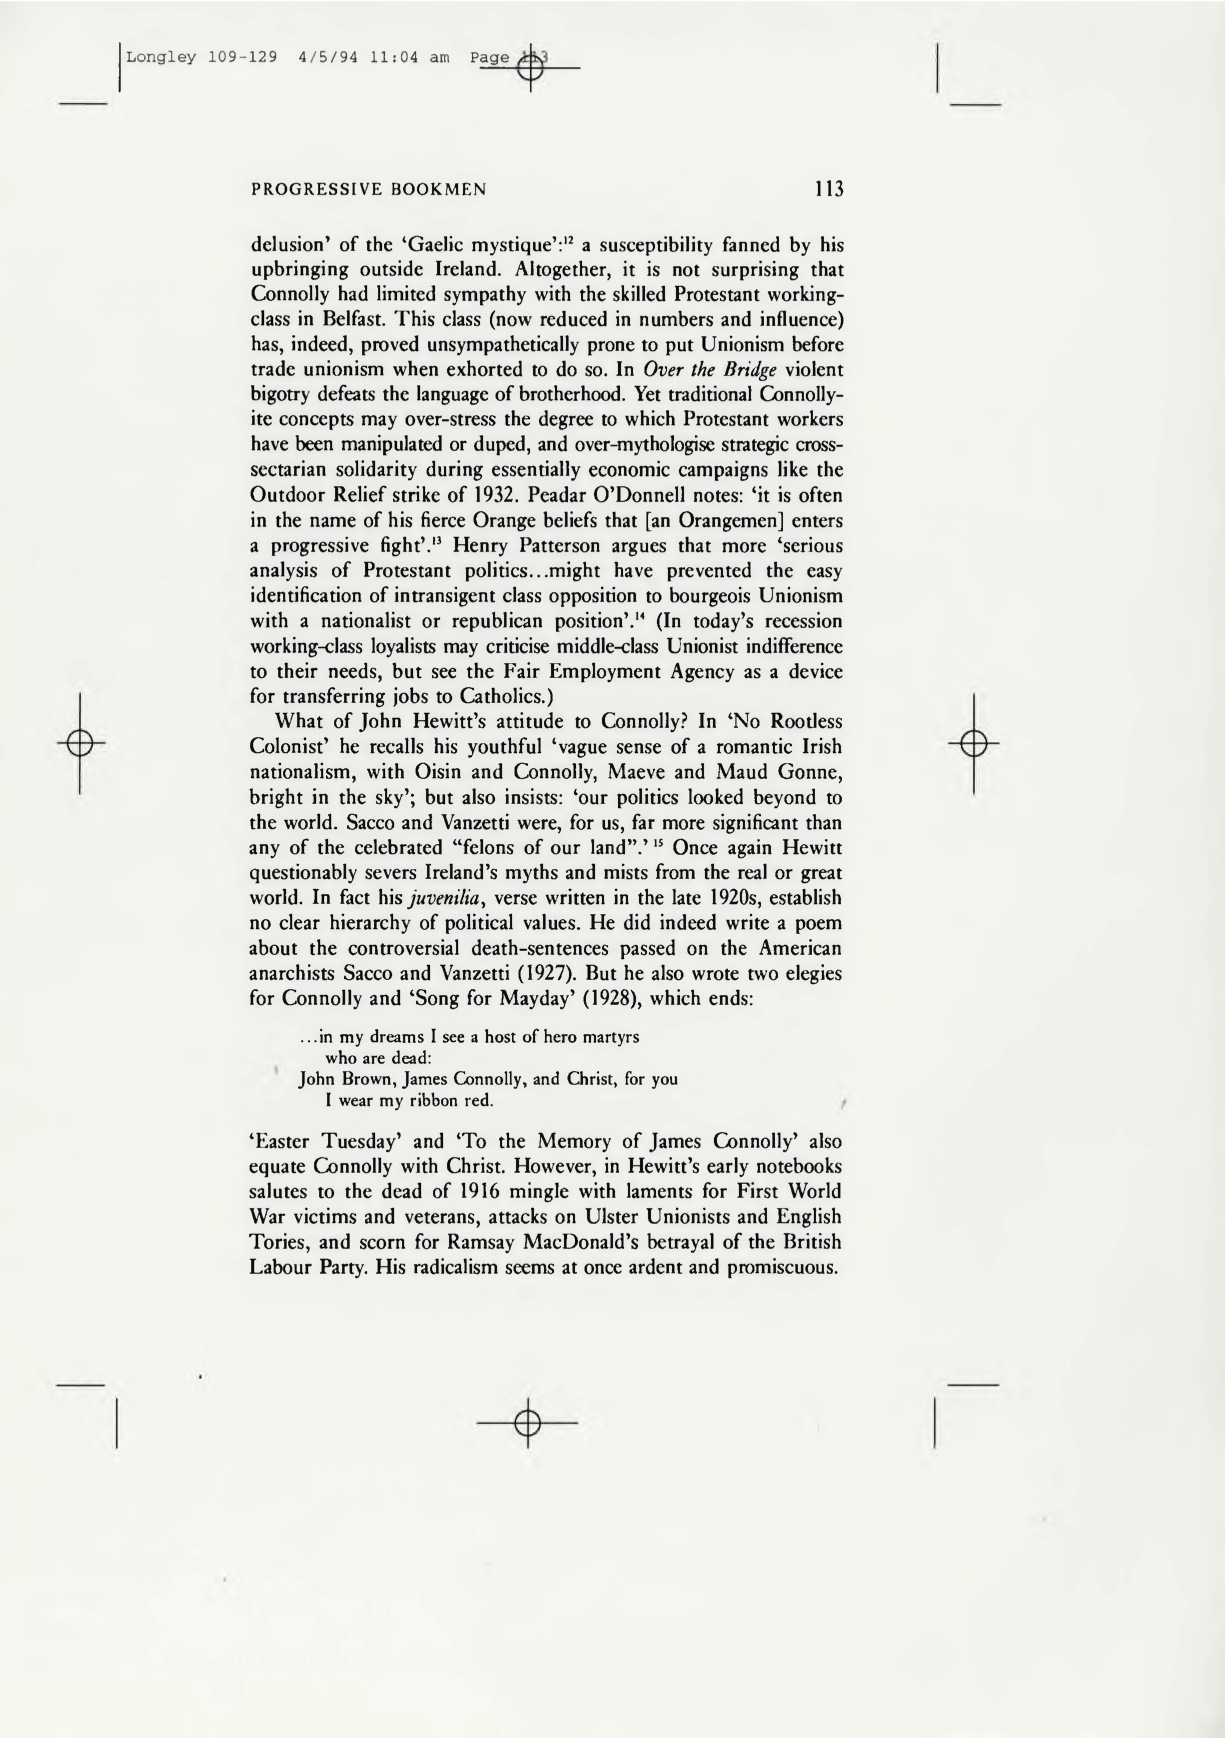 Longley 109-129 4/5/94 11:04 am Page 113
PROGRESSIVE BOOKMEN 113
delusion’ of the ‘Gaelic mystique’:¹² a susceptibility fanned by his
upbringing outside Ireland. Altogether, it is not surprising that
Connolly had limited sympathy with the skilled Protestant working-
class in Belfast. This class (now reduced in numbers and influence)
has, indeed, proved unsympathetically prone to put Unionism before
trade unionism when exhorted to do so. In Over the Bridge violent
bigotry defeats the language of brotherhood. Yet traditional Connolly-
ite concepts may over-stress the degree to which Protestant workers
have been manipulated or duped, and over-mythologise strategic cross-
sectarian solidarity during essentially economic campaigns like the
Outdoor Relief strike of 1932. Peadar O’Donnell notes: ‘it is often
in the name of his fierce Orange beliefs that [an Orangemen] enters
a progressive fight’.¹³ Henry Patterson argues that more ‘serious
analysis of Protestant politics...might have prevented the easy
identification of intransigent class opposition to bourgeois Unionism
with a nationalist or republican position’.¹⁴ (In today’s recession
working-class loyalists may criticise middle-class Unionist indifference
to their needs, but see the Fair Employment Agency as a device
for transferring jobs to Catholics.)
What of John Hewitt’s attitude to Connolly? In ‘No Rootless
Colonist’ he recalls his youthful ‘vague sense of a romantic Irish
nationalism, with Oisin and Connolly, Maeve and Maud Gonne,
bright in the sky’; but also insists: ‘our politics looked beyond to
the world. Sacco and Vanzetti were, for us, far more significant than
any of the celebrated “felons of our land”.’ ¹⁵ Once again Hewitt
questionably severs Ireland’s myths and mists from the real or great
world. In fact his juvenilia, verse written in the late 1920s, establish
no clear hierarchy of political values. He did indeed write a poem
about the controversial death-sentences passed on the American
anarchists Sacco and Vanzetti (1927). But he also wrote two elegies
for Connolly and ‘Song for Mayday’ (1928), which ends:
...in my dreams I see a host of hero martyrs
who are dead:
John Brown, James Connolly, and Christ, for you
I wear my ribbon red.
‘Easter Tuesday’ and ‘To the Memory of James Connolly’ also
equate Connolly with Christ. However, in Hewitt’s early notebooks
salutes to the dead of 1916 mingle with laments for First World
War victims and veterans, attacks on Ulster Unionists and English
Tories, and scorn for Ramsay MacDonald’s betrayal of the British
Labour Party. His radicalism seems at once ardent and promiscuous.